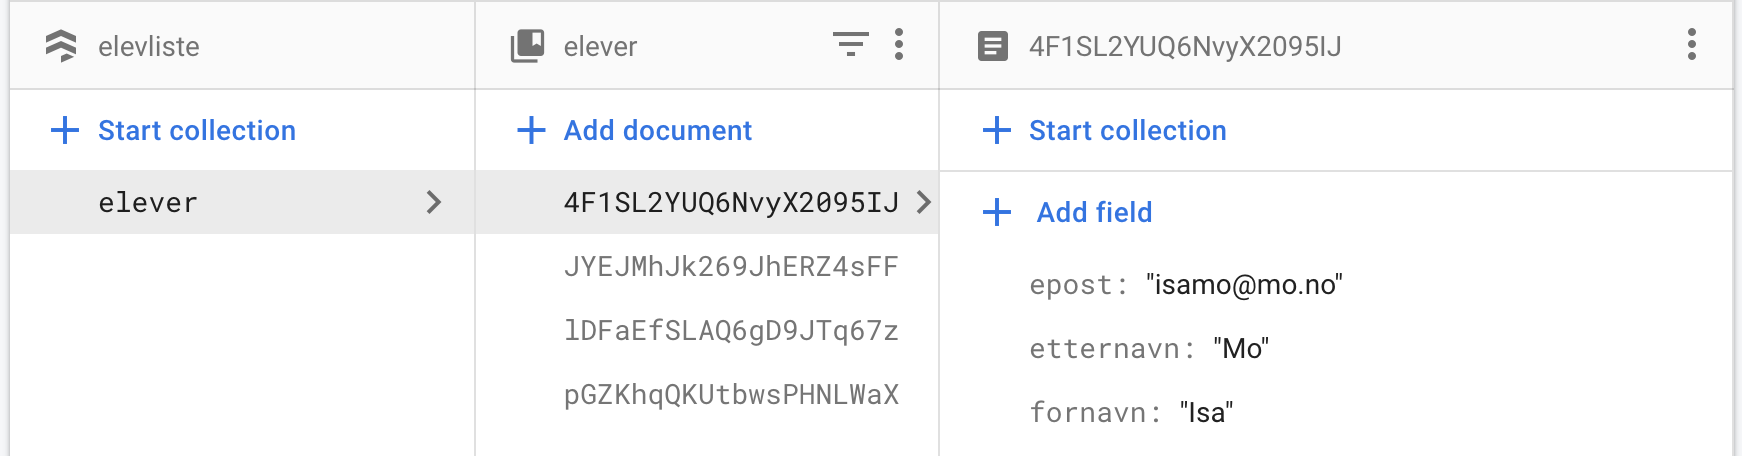 elevliste
Start collection
elever
elever
Add document
4F1SL2YUQ6NvyX2095IJ
JYEJMhJk269JhERZ4sFF
lDFaEfSLAQ6gD9JTq67z
pGZKhqQKUtbwsPHNLWaX
4F1SL2YUQ6NvyX2095IJ
Start collection
Add field
epost: "isamo@mo.no"
etternavn: "Mo"
fornavn: "Isa"